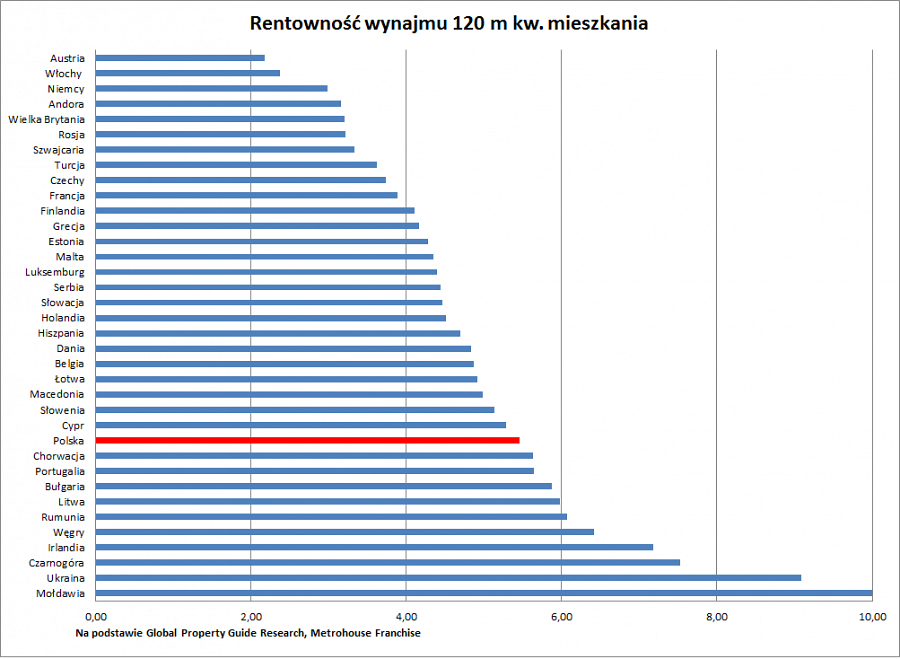 Rentowność wynajmu 120 m kw. mieszkania
Austria
Włochy
Niemcy
Andora
Wielka Brytania
Rosja
Szwajcaria
Turcja
Czechy
Francja
Finlandia
Grecja
Estonia
Malta
Luksemburg
Serbia
Słowacja
Holandia
Hiszpania
Dania
Belgia
Łotwa
Macedonia
Słowenia
Cypr
Polska
Chorwacja
Portugalia
Bułgaria
Litwa
Rumunia
Węgry
Irlandia
Czarnogóra
Ukraina
Mołdawia
0,00 2,00 4,00 6,00 8,00 10,00
Na podstawie Global Property Guide Research, Metrohouse Franchise